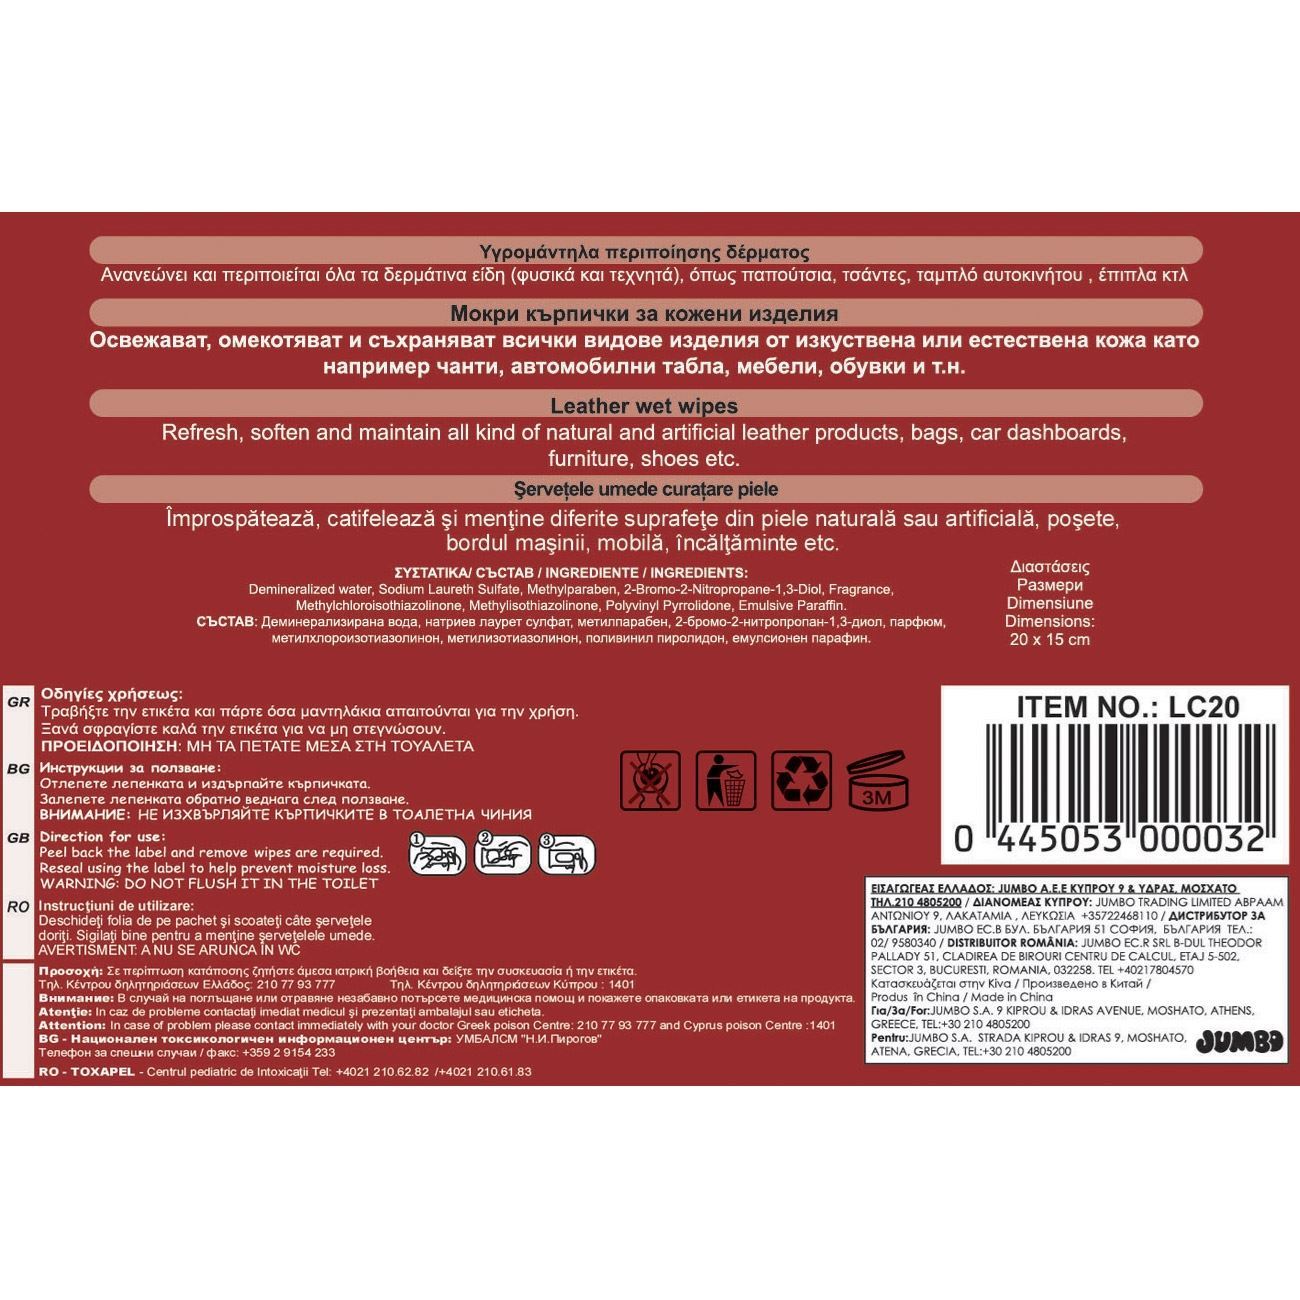 Υγρομάντηλα περιποίησης δέρματος
Ανανεώνει και περιποιείται όλα τα δερμάτινα είδη (φυσικά και τεχνητά), όπως παπούτσια, τσάντες, ταμπλό αυτοκινήτου , έπιπλα κτλ
Мокри кърпички за кожени изделия
Освежават, омекотяват и съхраняват всички видове изделия от изкуствена или естествена кожа като
например чанти, автомобилни табла, мебели, обувки и т.н.
Leather wet wipes
Refresh, soften and maintain all kind of natural and artificial leather products, bags, car dashboards,
furniture, shoes etc.
Şervețele umede curațare piele
Împrospătează, catifelează şi menţine diferite suprafeţe din piele naturală sau artificială, poşete,
bordul maşinii, mobilă, încălţăminte etc.
ΣΥΣΤΑΤΙΚΑ/ СЪСТАВ / INGREDIENTE / INGREDIENTS:
Demineralized water, Sodium Laureth Sulfate, Methylparaben, 2-Bromo-2-Nitropropane-1,3-Diol, Fragrance,
Methylchloroisothiazolinone, Methylisothiazolinone, Polyvinyl Pyrrolidone, Emulsive Paraffin.
СЪСТАВ: Деминерализирана вода, натриев лаурет сулфат, метилпарабен, 2-бромо-2-нитропропан-1,3-диол, парфюм,
метилхлороизотиазолинон, метилизотиазолинон, поливинил пиролидон, емулсионен парафин.
Διαστάσεις
Размери
Dimensiune
Dimensions:
20 x 15 cm
GR
Οδηγίες χρήσεως:
Τραβήξτε την ετικέτα και πάρτε όσα μαντηλάκια απαιτούνται για την χρήση.
Ξανά σφραγίστε καλά την ετικέτα για να μη στεγνώσουν.
ΠΡΟΕΙΔΟΠΟΙΗΣΗ: ΜΗ ΤΑ ΠΕΤΑΤΕ ΜΕΣΑ ΣΤΗ ΤΟΥΑΛΕΤΑ
BG
Инструкции за ползване:
Отлепете лепенката и издърпайте кърпичката.
Залепете лепенката обратно веднага след ползване.
ВНИМАНИЕ: НЕ ИЗХВЪРЛЯЙТЕ КЪРПИЧКИТЕ В ТОАЛЕТНА ЧИНИЯ
GB
Direction for use:
Peel back the label and remove wipes are required.
Reseal using the label to help prevent moisture loss.
WARNING: DO NOT FLUSH IT IN THE TOILET
1 2 3
RO
Instrucţiuni de utilizare:
Deschideţi folia de pe pachet şi scoateţi câte şerveţele
doriţi. Sigilaţi bine pentru a menţine şerveţelele umede.
AVERTISMENT: A NU SE ARUNCA ÎN WC
Προσοχή: Σε περίπτωση κατάποσης ζητήστε άμεσα ιατρική βοήθεια και δείξτε την συσκευασία ή την ετικέτα.
Τηλ. Κέντρου δηλητηριάσεων Ελλάδος: 210 77 93 777 Τηλ. Κέντρου δηλητηριάσεων Κύπρου : 1401
Внимание: В случай на поглъщане или отравяне незабавно потърсете медицинска помощ и покажете опаковката или етикета на продукта.
Atenţie: In caz de probleme contactaţi imediat medicul şi prezentaţi ambalajul sau eticheta.
Attention: In case of problem please contact immediately with your doctor Greek poison Centre: 210 77 93 777 and Cyprus poison Centre :1401
BG - Национален токсикологичен информационен център: УМБАЛСМ "Н.И.Пирогов"
Телефон за спешни случаи / факс: +359 2 9154 233
RO - TOXAPEL - Centrul pediatric de Intoxicaţii Tel: +4021 210.62.82 /+4021 210.61.83
3M
ITEM NO.: LC20
0 445053 000032
ΕΙΣΑΓΩΓΕΑΣ ΕΛΛΑΔΟΣ: JUMBO A.E.E ΚΥΠΡΟΥ 9 & ΥΔΡΑΣ, ΜΟΣΧΑΤΟ
ΤΗΛ.210 4805200 / ΔΙΑΝΟΜΕΑΣ ΚΥΠΡΟΥ: JUMBO TRADING LIMITED ΑΒΡΑΑΜ
ΑΝΤΩΝΙΟΥ 9, ΛΑΚΑΤΑΜΙΑ , ΛΕΥΚΩΣΙΑ +35722468110 / ДИСТРИБУТОР ЗА
БЪЛГАРИЯ: JUMBO EC.B БУЛ. БЪЛГАРИЯ 51 СОФИЯ, БЪЛГАРИЯ ТЕЛ.:
02/ 9580340 / DISTRIBUITOR ROMÂNIA: JUMBO EC.R SRL B-DUL THEODOR
PALLADY 51, CLADIREA DE BIROURI CENTRU DE CALCUL, ETAJ 5-502,
SECTOR 3, BUCURESTI, ROMANIA, 032258. TEL +40217804570
Κατασκευάζεται στην Κίνα / Произведено в Китай /
Produs în China / Made in China
Για/За/For:JUMBO S.A. 9 KIPROU & IDRAS AVENUE, MOSHATO, ATHENS,
GREECE, TEL:+30 210 4805200
Pentru:JUMBO S.A. STRADA KIPROU & IDRAS 9, MOSHATO,
ATENA, GRECIA, TEL:+30 210 4805200
JUMBO